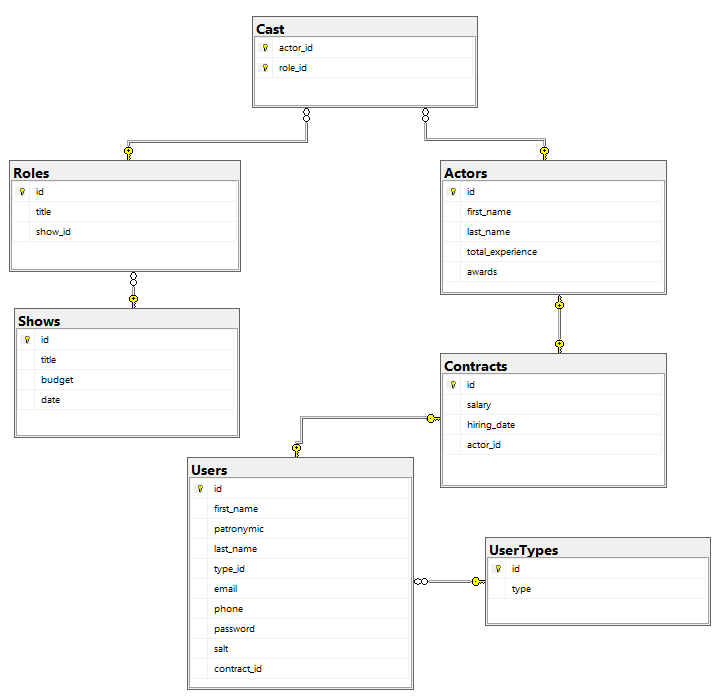 Cast
actor_id
role_id
Roles
id
title
show_id
Actors
id
first_name
last_name
total_experience
awards
Shows
id
title
budget
date
Contracts
id
salary
hiring_date
actor_id
Users
id
first_name
patronymic
last_name
type_id
email
phone
password
salt
contract_id
UserTypes
id
type